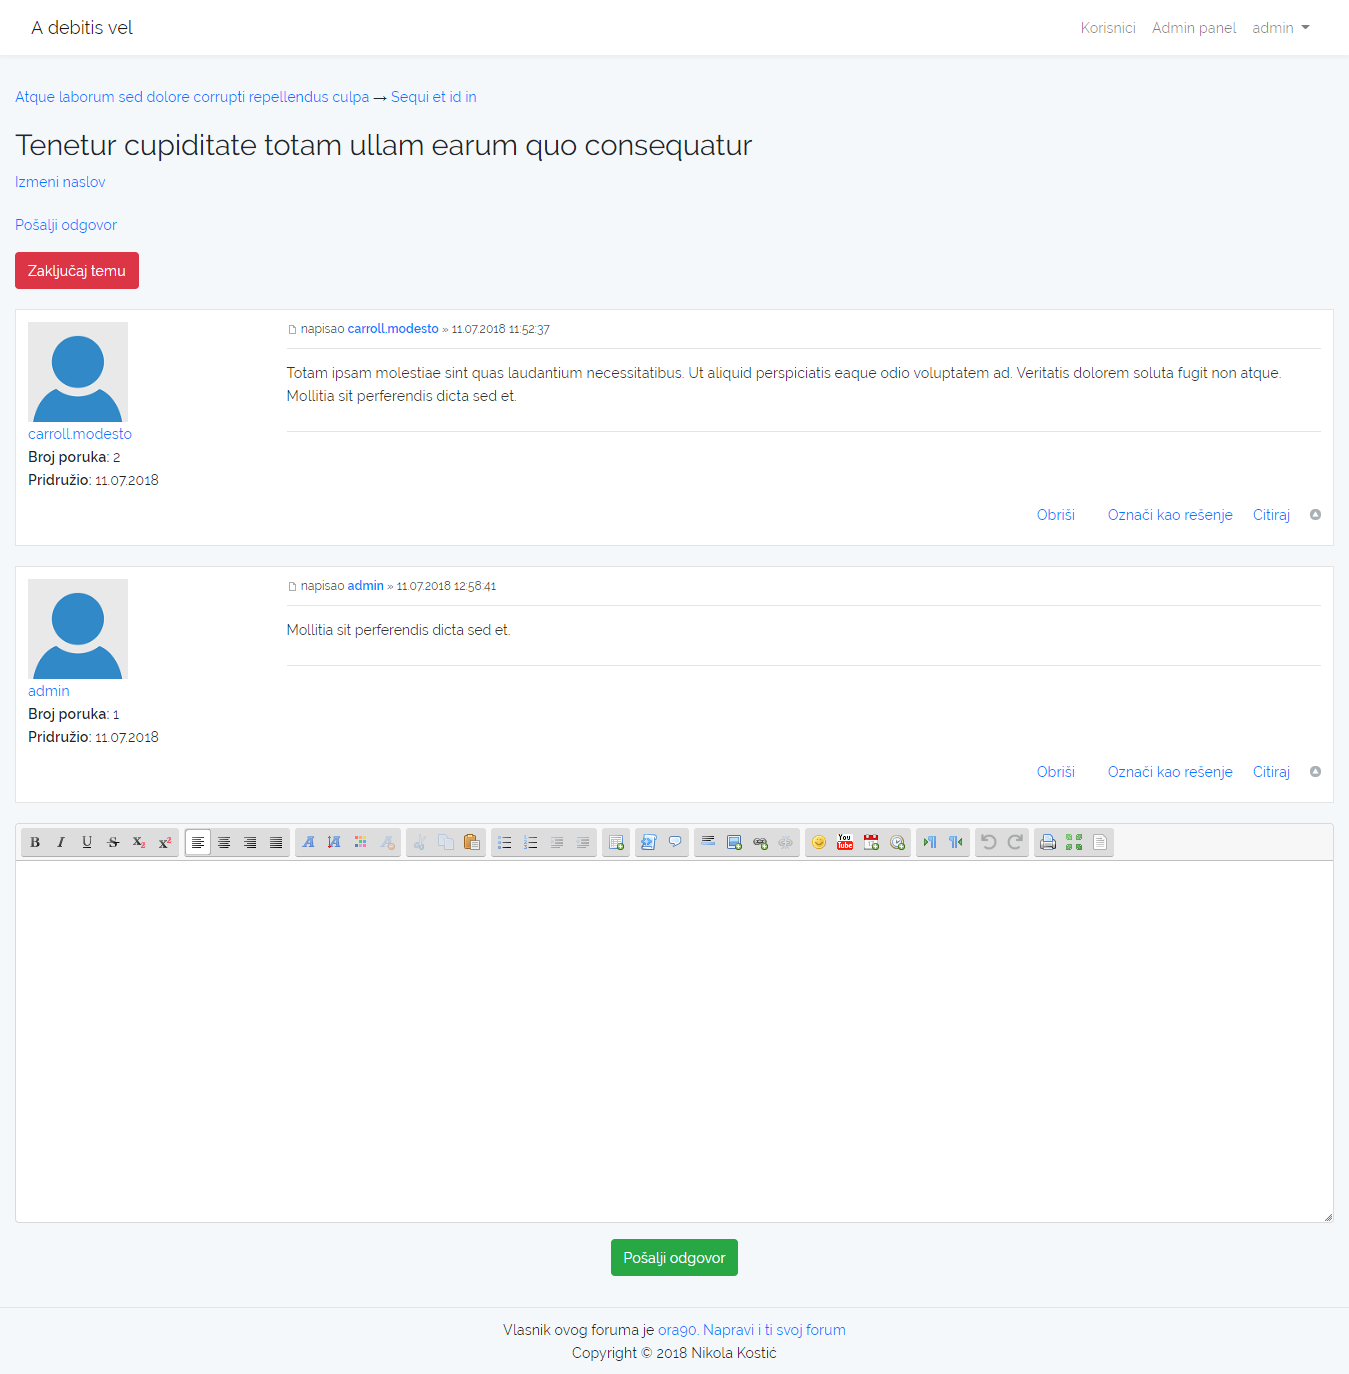 A debitis vel
Korisnici Admin panel admin
Atque laborum sed dolore corrupti repellendus culpa → Sequi et id in
Tenetur cupiditate totam ullam earum quo consequatur
Izmeni naslov
Pošalji odgovor
Zaključaj temu
napisao carroll.modesto » 11.07.2018 11:52:37
Totam ipsam molestiae sint quas laudantium necessitatibus. Ut aliquid perspiciatis eaque odio voluptatem ad. Veritatis dolorem soluta fugit non atque.
Mollitia sit perferendis dicta sed et.
carroll.modesto
Broj poruka: 2
Pridružio: 11.07.2018
Obriši Označi kao rešenje Citiraj
napisao admin » 11.07.2018 12:58:41
Mollitia sit perferendis dicta sed et.
admin
Broj poruka: 1
Pridružio: 11.07.2018
Obriši Označi kao rešenje Citiraj
B I U S X2 X2 A A A A You Tube
Pošalji odgovor
Vlasnik ovog foruma je ora90. Napravi i ti svoj forum
Copyright © 2018 Nikola Kostić